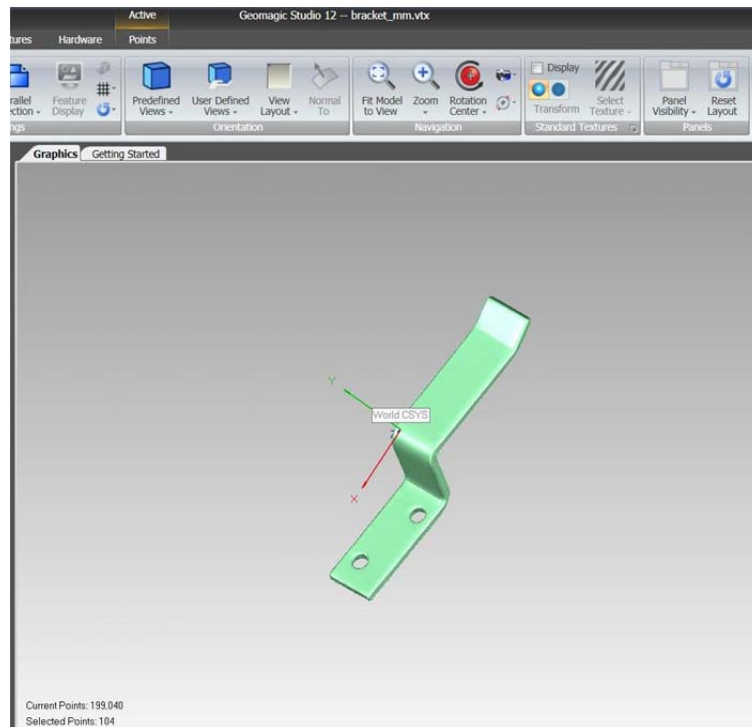 Active
Geomagic Studio 12 -- bracket_mm.vtx
tures
Hardware
Points
rallel
ection
Feature
Display
Predefined
Views
User Defined
Views
View
Layout
Normal
To
Fit Model
to View
Zoom
Rotation
Center
Display
Transform
Select
Texture
Panel
Visibility
Reset
Layout
ngs
Orientation
Navigation
Standard Textures
Panels
Graphics
Getting Started
Y
World CSYS
Z
X
Current Points: 199,040
Selected Points: 104